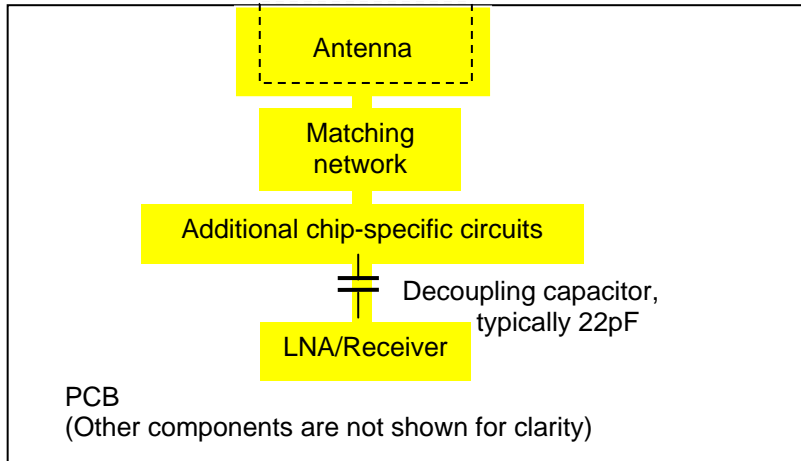 Antenna
Matching
network
Additional chip-specific circuits
Decoupling capacitor,
typically 22pF
LNA/Receiver
PCB
(Other components are not shown for clarity)